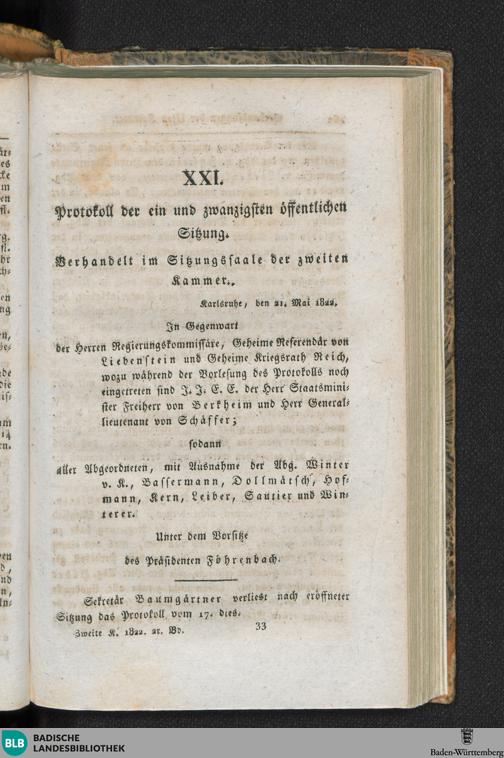 XXI.
Protokoll der ein und zwanzigsten öffentlichen
Sitzung.
Verhandelt im Sitzungssaale der zweiten
Kammer.
Karlsruhe, den 21. Mai 1822.
In Gegenwart
der Herren Regierungskommissäre, Geheime Referendär von
Liebenstein und Geheime Kriegsrath Reich,
wozu während der Vorlesung des Protokolls noch
eingetreten sind J. J. E. E. der Herr Staatsmini-
ster Freiherr von Berkheim und Herr General-
lieutenant von Schäffer;
sodann
aller Abgeordneten, mit Ausnahme der Abg. Winter
v. K., Bassermann, Dollmätsch, Hof-
mann, Kern, Leiber, Sautier und Win-
terer.
Unter dem Vorsitze
des Präsidenten Föhrenbach.
Sekretär Baumgärtner verliest nach eröffneter
Sitzung das Protokoll vom 17. dies.
Zweite K. 1822. 2r. Bd.
33
BLB
BADISCHE
LANDESBIBLIOTHEK
Baden-Württemberg